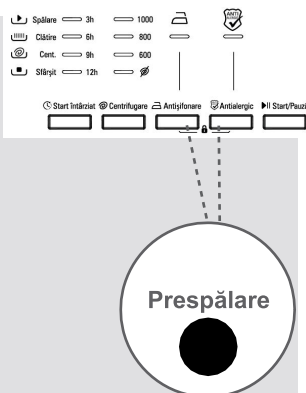 Spălare 3h 1000
Clătire 6h 800
ANTI
Cent. 9h 600
Sfârșit 12h
Start întârziat Centrifugare Antișifonare Antialergic Start/Pauză
Prespălare